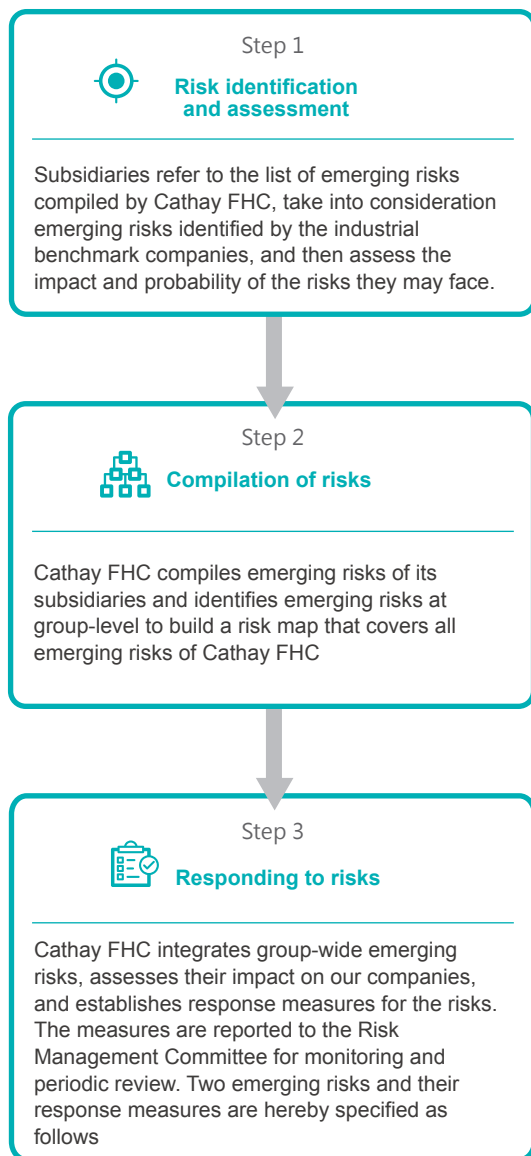 Step 1
Risk identification
and assessment
Subsidiaries refer to the list of emerging risks
compiled by Cathay FHC, take into consideration
emerging risks identified by the industrial
benchmark companies, and then assess the
impact and probability of the risks they may face.
Step 2
Compilation of risks
Cathay FHC compiles emerging risks of its
subsidiaries and identifies emerging risks at
group-level to build a risk map that covers all
emerging risks of Cathay FHC
Step 3
Responding to risks
Cathay FHC integrates group-wide emerging
risks, assesses their impact on our companies,
and establishes response measures for the risks.
The measures are reported to the Risk
Management Committee for monitoring and
periodic review. Two emerging risks and their
response measures are hereby specified as
follows